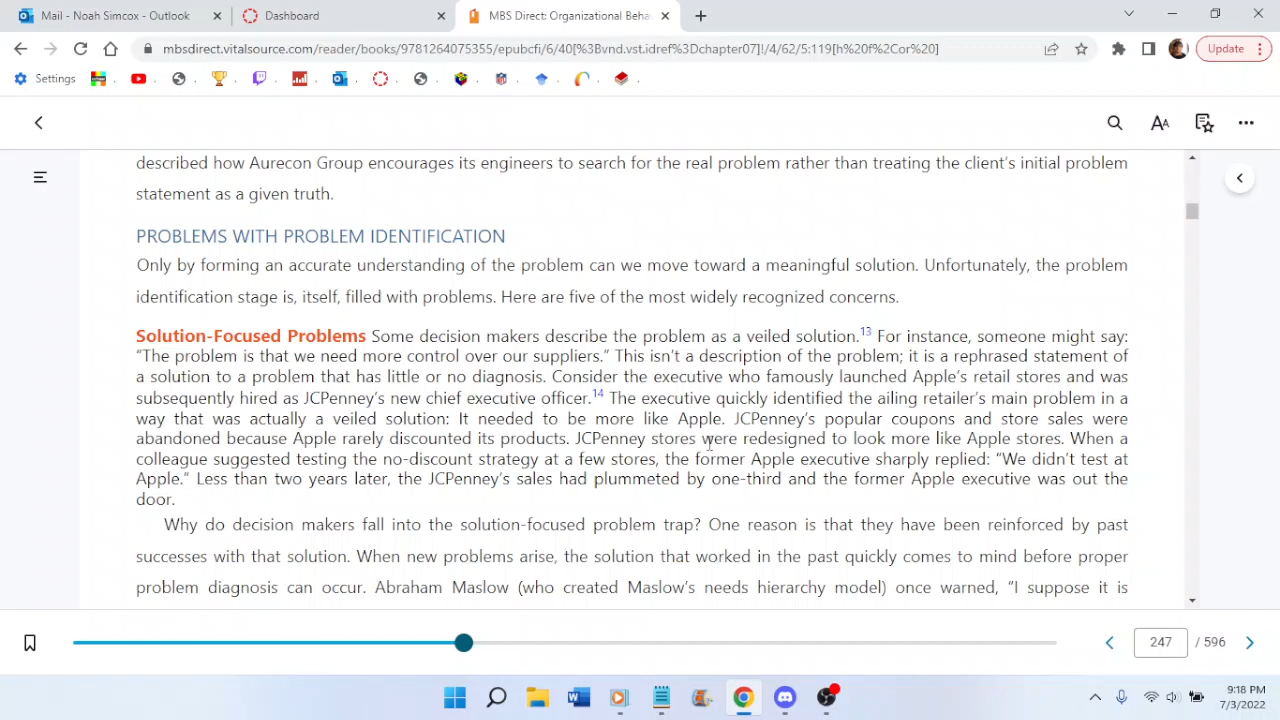 Mail - Noah Simcox - Outlook
Dashboard
MBS Direct: Organizational Beha
mbsdirect.vitalsource.com/reader/books/9781264075355/epubcfi/6/40[%3Bvnd.vst.idref%3Dchapter07]!/4/62/5:119[h%20f%2Cor%20]
Update
Settings
AA
described how Aurecon Group encourages its engineers to search for the real problem rather than treating the client's initial problem
statement as a given truth.
PROBLEMS WITH PROBLEM IDENTIFICATION
Only by forming an accurate understanding of the problem can we move toward a meaningful solution. Unfortunately, the problem
identification stage is, itself, filled with problems. Here are five of the most widely recognized concerns.
Solution-Focused Problems Some decision makers describe the problem as a veiled solution.13 For instance, someone might say:
“The problem is that we need more control over our suppliers.” This isn't a description of the problem; it is a rephrased statement of
a solution to a problem that has little or no diagnosis. Consider the executive who famously launched Apple's retail stores and was
subsequently hired as JCPenney's new chief executive officer.14 The executive quickly identified the ailing retailer's main problem in a
way that was actually a veiled solution: It needed to be more like Apple. JCPenney's popular coupons and store sales were
abandoned because Apple rarely discounted its products. JCPenney stores were redesigned to look more like Apple stores. When a
colleague suggested testing the no-discount strategy at a few stores, the former Apple executive sharply replied: “We didn't test at
Apple.” Less than two years later, the JCPenney's sales had plummeted by one-third and the former Apple executive was out the
door.
Why do decision makers fall into the solution-focused problem trap? One reason is that they have been reinforced by past
successes with that solution. When new problems arise, the solution that worked in the past quickly comes to mind before proper
problem diagnosis can occur. Abraham Maslow (who created Maslow's needs hierarchy model) once warned, “I suppose it is
247 / 596
9:18 PM
7/3/2022